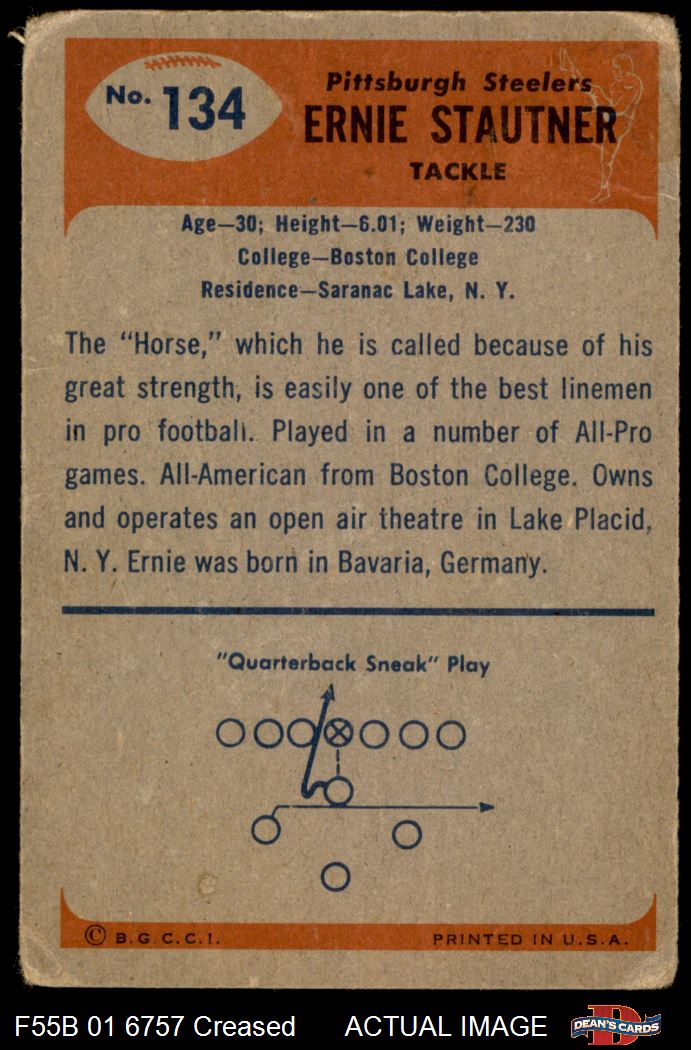 No. 134
Pittsburgh Steelers
ERNIE STAUTNER
TACKLE
Age—30; Height—6.01; Weight—230
College—Boston College
Residence—Saranac Lake, N. Y.
The "Horse," which he is called because of his
great strength, is easily one of the best linemen
in pro football. Played in a number of All-Pro
games. All-American from Boston College. Owns
and operates an open air theatre in Lake Placid,
N. Y. Ernie was born in Bavaria, Germany.
"Quarterback Sneak" Play
© B.G.C.C.I.
PRINTED IN U.S.A.
F55B 01 6757 Creased
ACTUAL IMAGE
D
DEAN'S CARDS